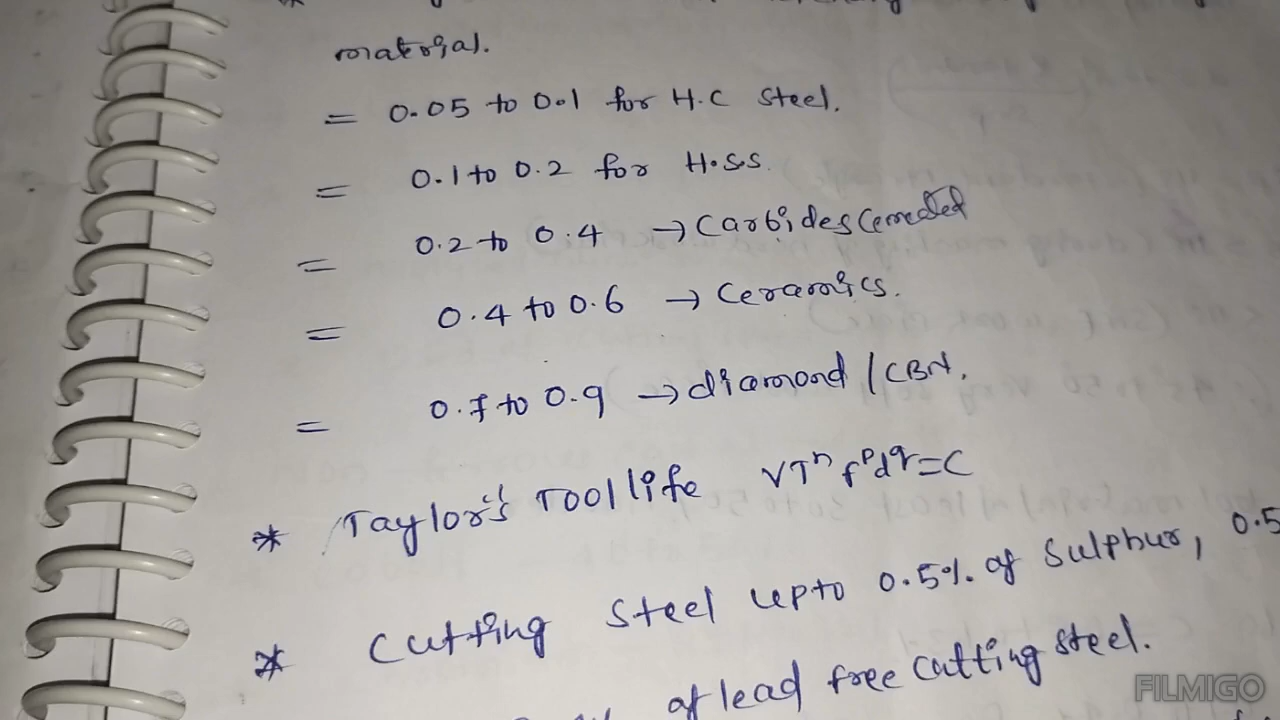 material.
= 0.05 to 0.1 for H.C steel.
= 0.1 to 0.2 for H.S.S
= 0.2 to 0.4 → Carbides Cemented
= 0.4 to 0.6 → Ceramics.
= 0.7 to 0.9 → diamond / CBN.
* Taylor's Tool life VTⁿ fᵖ d^q = C
* Cutting steel upto 0.5% of sulphur, 0.5
of lead free cutting steel.
FILMIGO